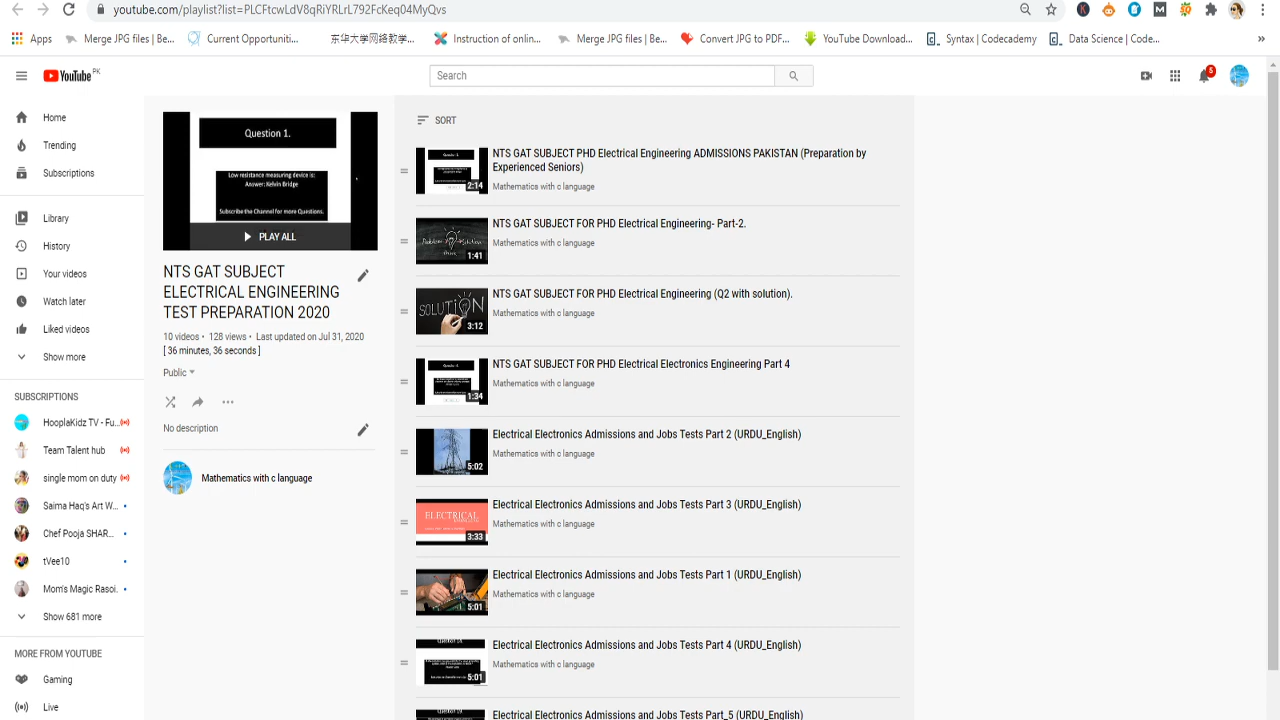 youtube.com/playlist?list=PLCFtcwLdV8qRiYRLrL792FcKeq04MyQvs
Apps
Merge JPG files | Be...
Current Opportuniti...
东华大学网络教学...
Instruction of onlin...
Merge JPG files | Be...
Convert JPG to PDF...
YouTube Download...
Syntax | Codecademy
Data Science | Code...
»
YouTube PK
Search
5
Home
Trending
Subscriptions
Library
History
Your videos
Watch later
Liked videos
Show more
SUBSCRIPTIONS
HooplaKidz TV - Fu...
Team Talent hub
single mom on duty
Saima Haq's Art W...
Chef Pooja SHAR...
tVee10
Mom's Magic Rasoi.
Show 681 more
MORE FROM YOUTUBE
Gaming
Live
Question 1.
Low resistance measuring device is:
Answer: Kelvin Bridge
Subscribe the Channel for more Questions.
PLAY ALL
NTS GAT SUBJECT
ELECTRICAL ENGINEERING
TEST PREPARATION 2020
10 videos • 128 views • Last updated on Jul 31, 2020
[ 36 minutes, 36 seconds ]
Public
No description
Mathematics with c language
SORT
2:14
NTS GAT SUBJECT PHD Electrical Engineering ADMISSIONS PAKISTAN (Preparation by
Experienced Seniors)
Mathematics with c language
1:41
NTS GAT SUBJECT FOR PHD Electrical Engineering- Part-2.
Mathematics with c language
SOLUTION
3:12
NTS GAT SUBJECT FOR PHD Electrical Engineering (Q2 with solution).
Mathematics with c language
1:34
NTS GAT SUBJECT FOR PHD Electrical Electronics Engineering Part 4
Mathematics with c language
5:02
Electrical Electronics Admissions and Jobs Tests Part 2 (URDU_English)
Mathematics with c language
ELECTRICAL
3:33
Electrical Electronics Admissions and Jobs Tests Part 3 (URDU_English)
Mathematics with c language
5:01
Electrical Electronics Admissions and Jobs Tests Part 1 (URDU_English)
Mathematics with c language
5:01
Electrical Electronics Admissions and Jobs Tests Part 4 (URDU_English)
Mathematics with c language
Electrical Electronics Admissions and Jobs Tests Part_5 (URDU_English)